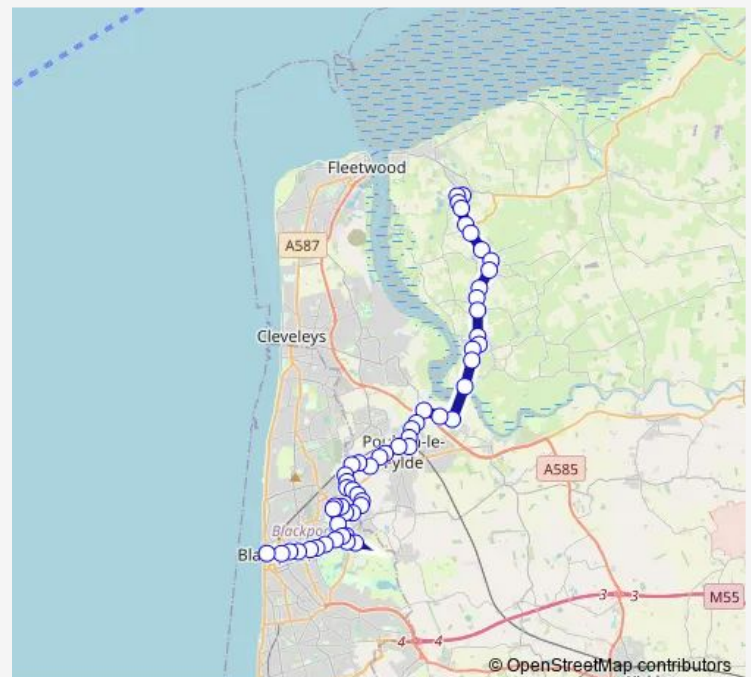 Fleetwood
A587
Cleveleys
Poulton-le-
Fylde
A585
Blackpool
3
3
M55
4
4
© OpenStreetMap contributors